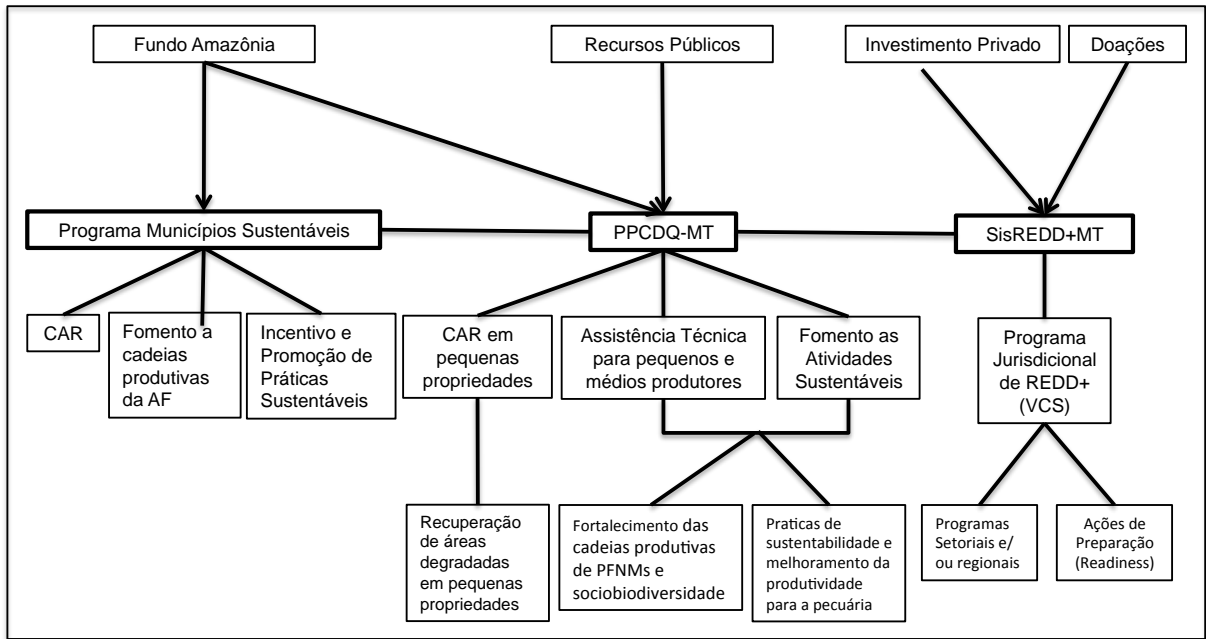 Fundo Amazônia
Recursos Públicos
Investimento Privado
Doações
Programa Municípios Sustentáveis
PPCDQ-MT
SisREDD+MT
CAR
Fomento a
cadeias
produtivas
da AF
Incentivo e
Promoção de
Práticas
Sustentáveis
CAR em
pequenas
propriedades
Assistência Técnica
para pequenos e
médios produtores
Fomento as
Atividades
Sustentáveis
Programa
Jurisdicional
de REDD+
(VCS)
Recuperação
de áreas
degradadas
em pequenas
propriedades
Fortalecimento das
cadeias produtivas
de PFNMs e
sociobiodiversidade
Praticas de
sustentabilidade e
melhoramento da
produtividade
para a pecuária
Programas
Setoriais e/
ou regionais
Ações de
Preparação
(Readiness)